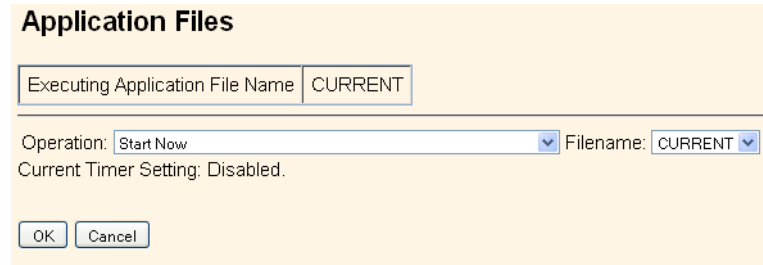 Application Files
Executing Application File Name CURRENT
Operation: Start Now Filename: CURRENT
Current Timer Setting: Disabled.
OK Cancel